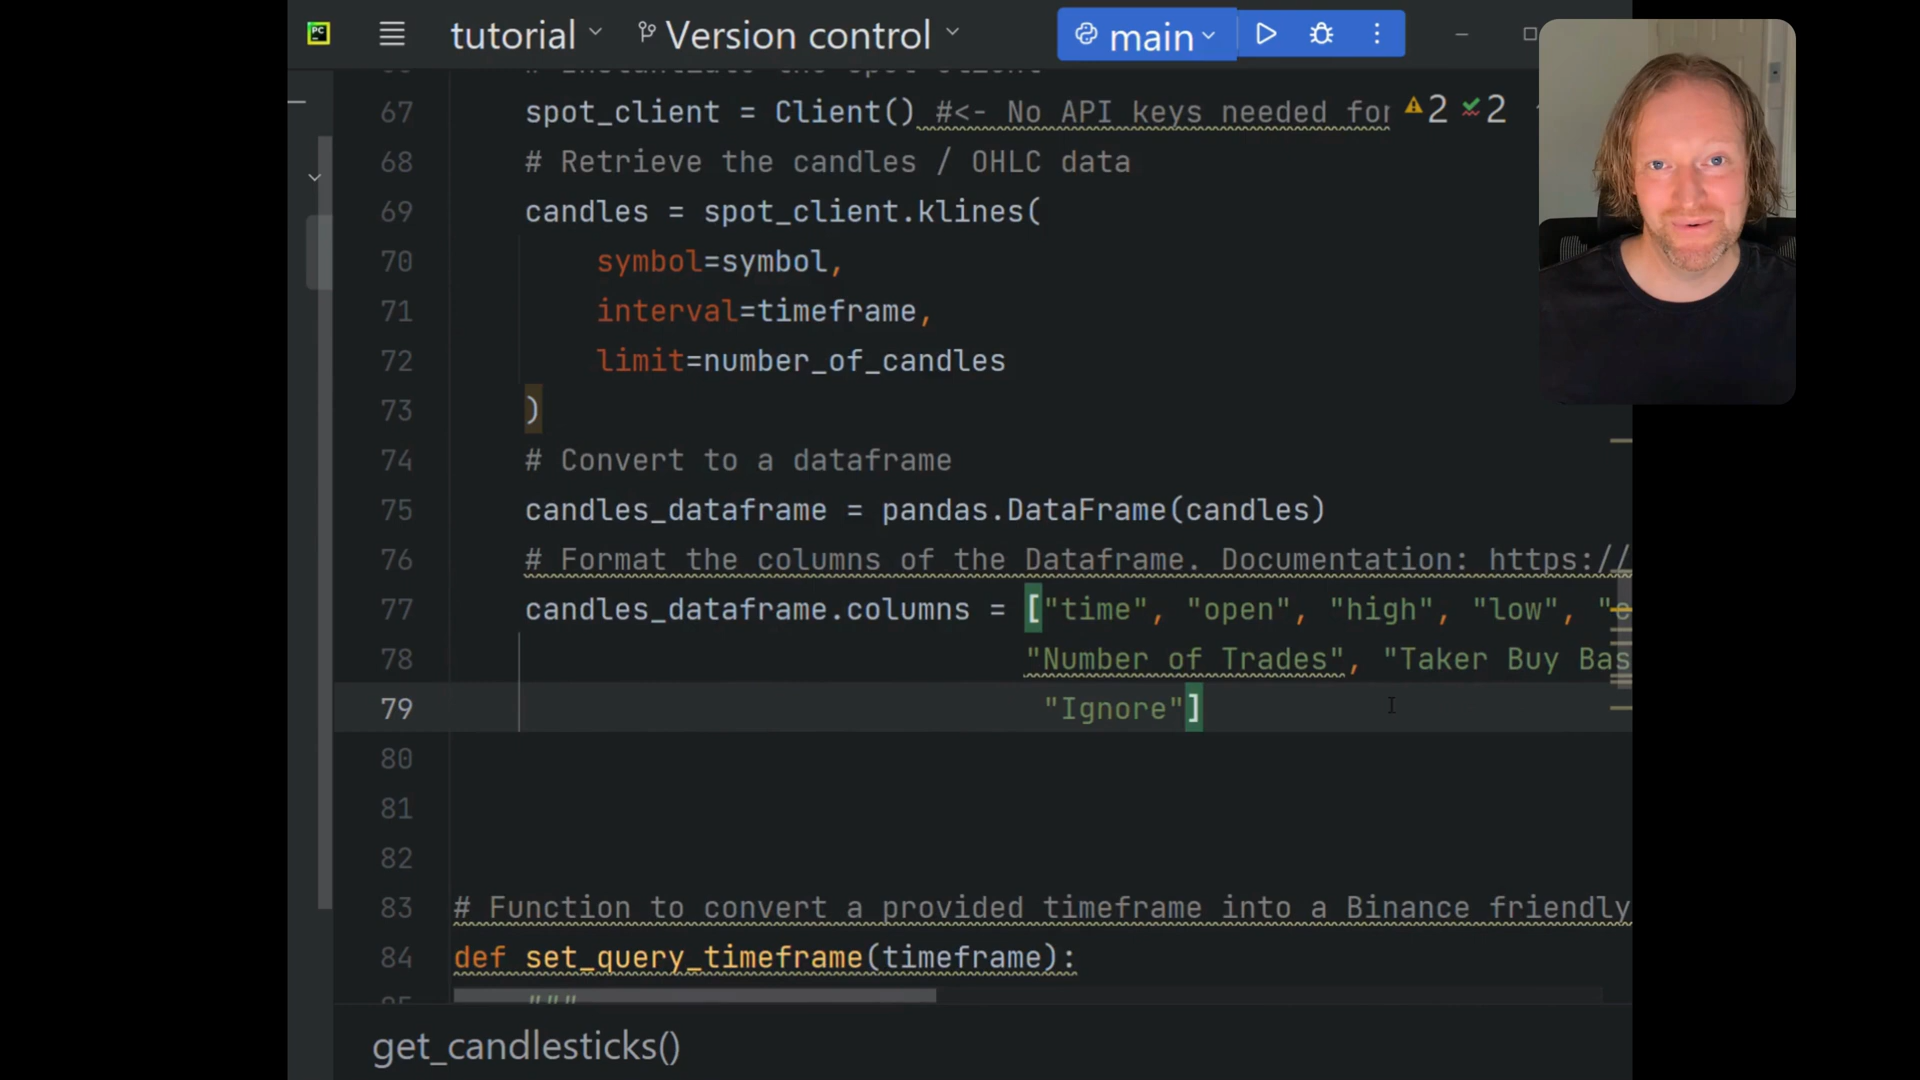 PC
tutorial
Version control
main
67 spot_client = Client() #<- No API keys needed for
2 2
68 # Retrieve the candles / OHLC data
69 candles = spot_client.klines(
70 symbol=symbol,
71 interval=timeframe,
72 limit=number_of_candles
73 )
74 # Convert to a dataframe
75 candles_dataframe = pandas.DataFrame(candles)
76 # Format the columns of the Dataframe. Documentation: https://
77 candles_dataframe.columns = ["time", "open", "high", "low", "
78 "Number of Trades", "Taker Buy Bas
79 "Ignore"]
80
81
82
83 # Function to convert a provided timeframe into a Binance friendly
84 def set_query_timeframe(timeframe):
"""
get_candlesticks()